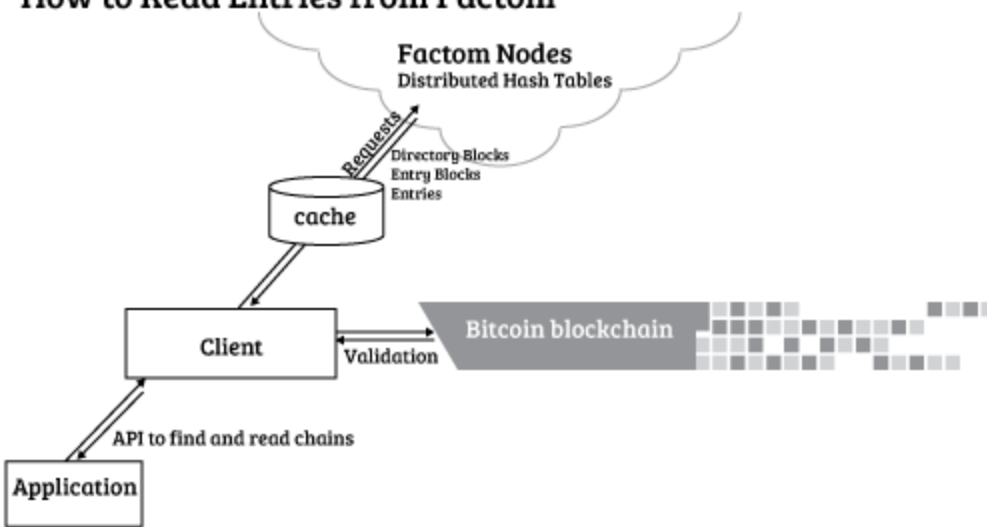 How to Read Entries from Factom
Factom Nodes
Distributed Hash Tables
Requests
Directory Blocks
Entry Blocks
Entries
cache
Client
Validation
Bitcoin blockchain
API to find and read chains
Application